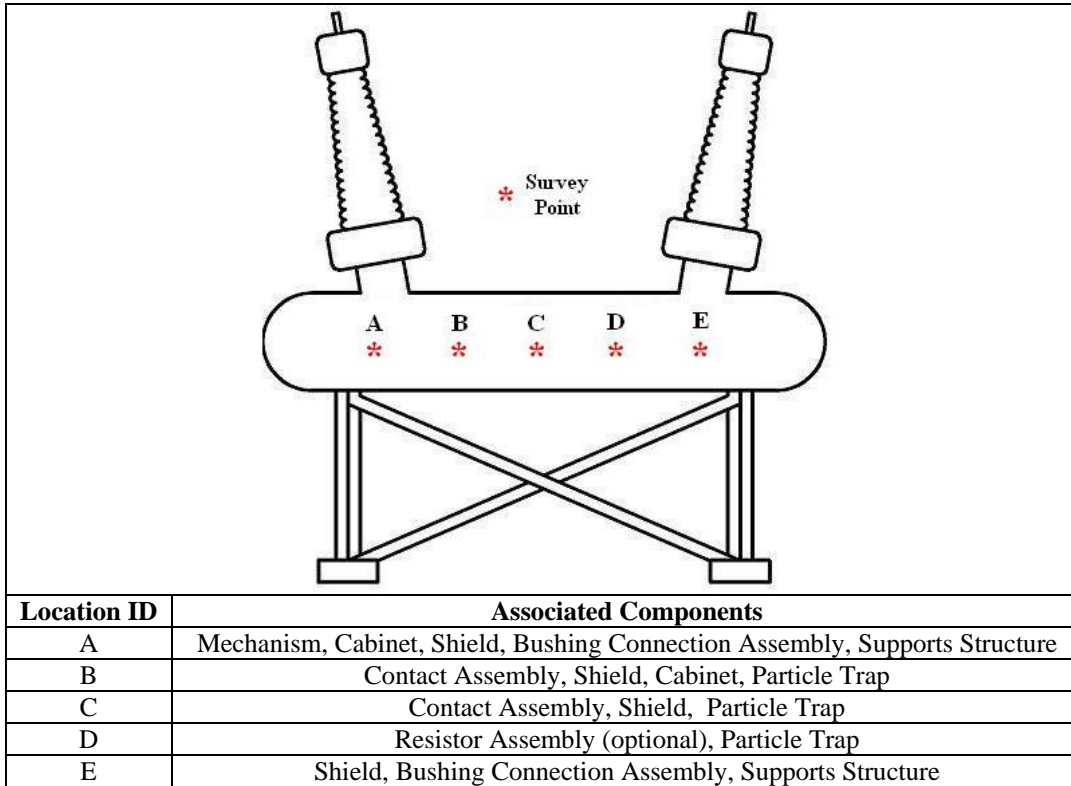 * Survey
Point
A B C D E
* * * * *
Location ID Associated Components
A Mechanism, Cabinet, Shield, Bushing Connection Assembly, Supports Structure
B Contact Assembly, Shield, Cabinet, Particle Trap
C Contact Assembly, Shield, Particle Trap
D Resistor Assembly (optional), Particle Trap
E Shield, Bushing Connection Assembly, Supports Structure